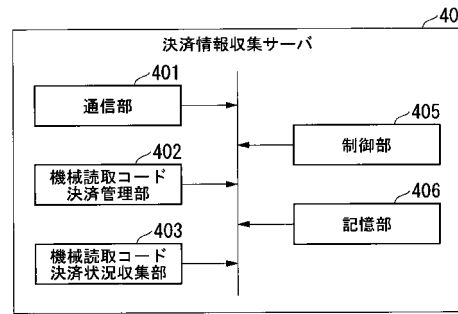 40
決済情報収集サーバ
401
通信部
402
機械読取コード
決済管理部
403
機械読取コード
決済状況収集部
405
制御部
406
記憶部